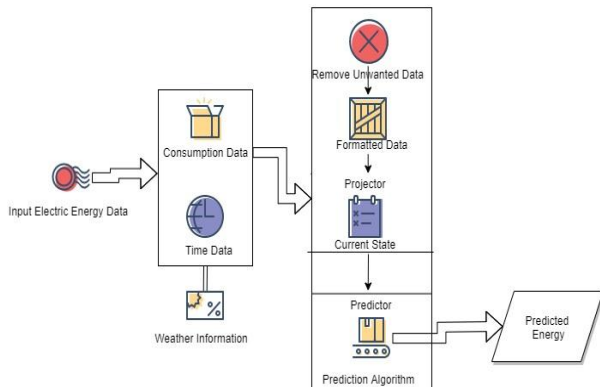 Input Electric Energy Data
Consumption Data
Time Data
Weather Information
Remove Unwanted Data
Formatted Data
Projector
Current State
Predictor
Prediction Algorithm
Predicted
Energy